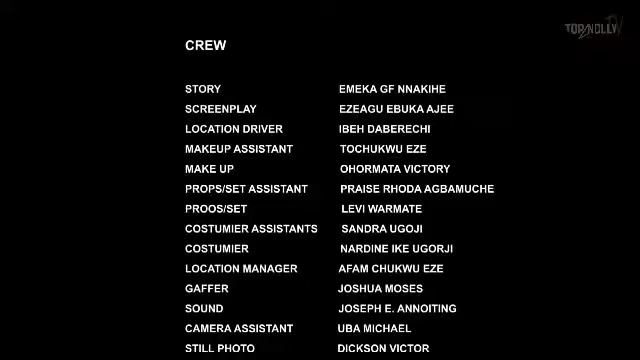 TOPNOLLY TV
CREW
STORY EMEKA GF NNAKIHE
SCREENPLAY EZEAGU EBUKA AJEE
LOCATION DRIVER IBEH DABERECHI
MAKEUP ASSISTANT TOCHUKWU EZE
MAKE UP OHORMATA VICTORY
PROPS/SET ASSISTANT PRAISE RHODA AGBAMUCHE
PROOS/SET LEVI WARMATE
COSTUMIER ASSISTANTS SANDRA UGOJI
COSTUMIER NARDINE IKE UGORJI
LOCATION MANAGER AFAM CHUKWU EZE
GAFFER JOSHUA MOSES
SOUND JOSEPH E. ANNOITING
CAMERA ASSISTANT UBA MICHAEL
STILL PHOTO DICKSON VICTOR